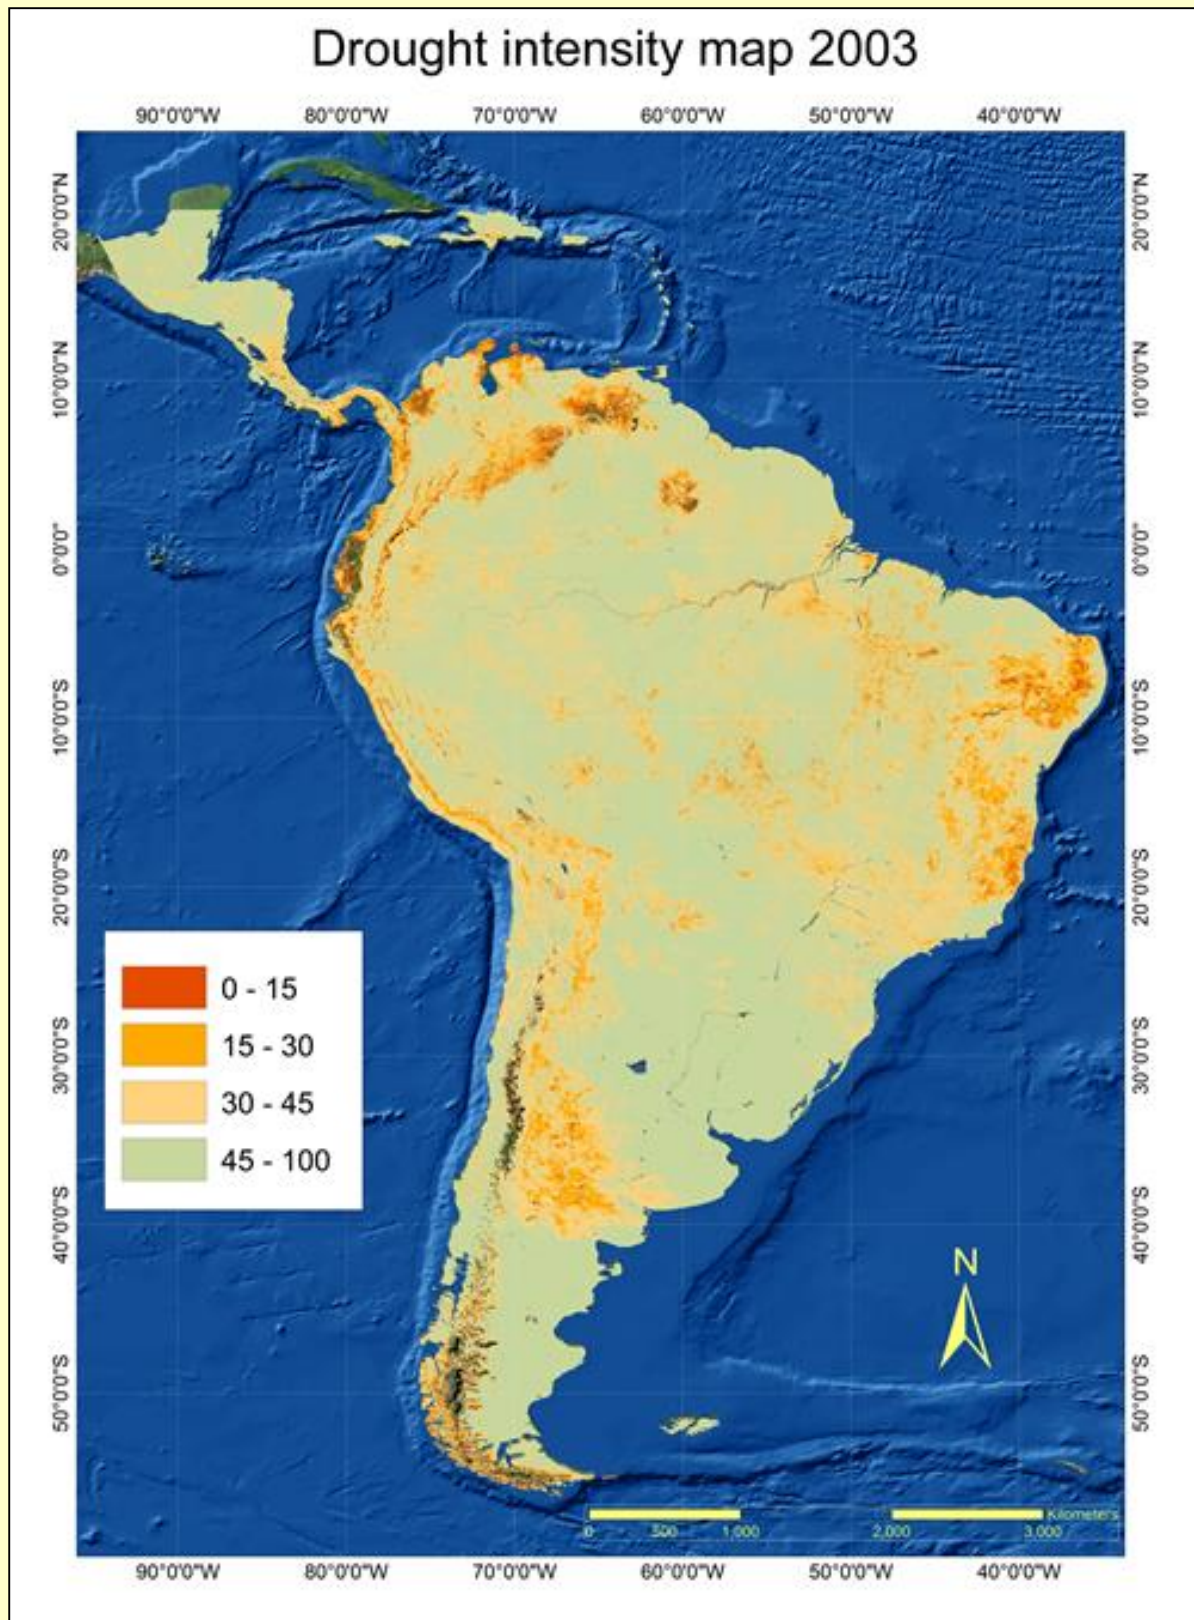 Drought intensity map 2003
90°0'0"W 80°0'0"W 70°0'0"W 60°0'0"W 50°0'0"W 40°0'0"W
20°0'0"N 20°0'0"N
10°0'0"N 10°0'0"N
0°0'0" 0°0'0"
10°0'0"S 10°0'0"S
20°0'0"S 20°0'0"S
30°0'0"S 30°0'0"S
40°0'0"S 40°0'0"S
50°0'0"S 50°0'0"S
0 - 15
15 - 30
30 - 45
45 - 100
N
Kilometers
0 500 1,000 2,000 3,000
90°0'0"W 80°0'0"W 70°0'0"W 60°0'0"W 50°0'0"W 40°0'0"W